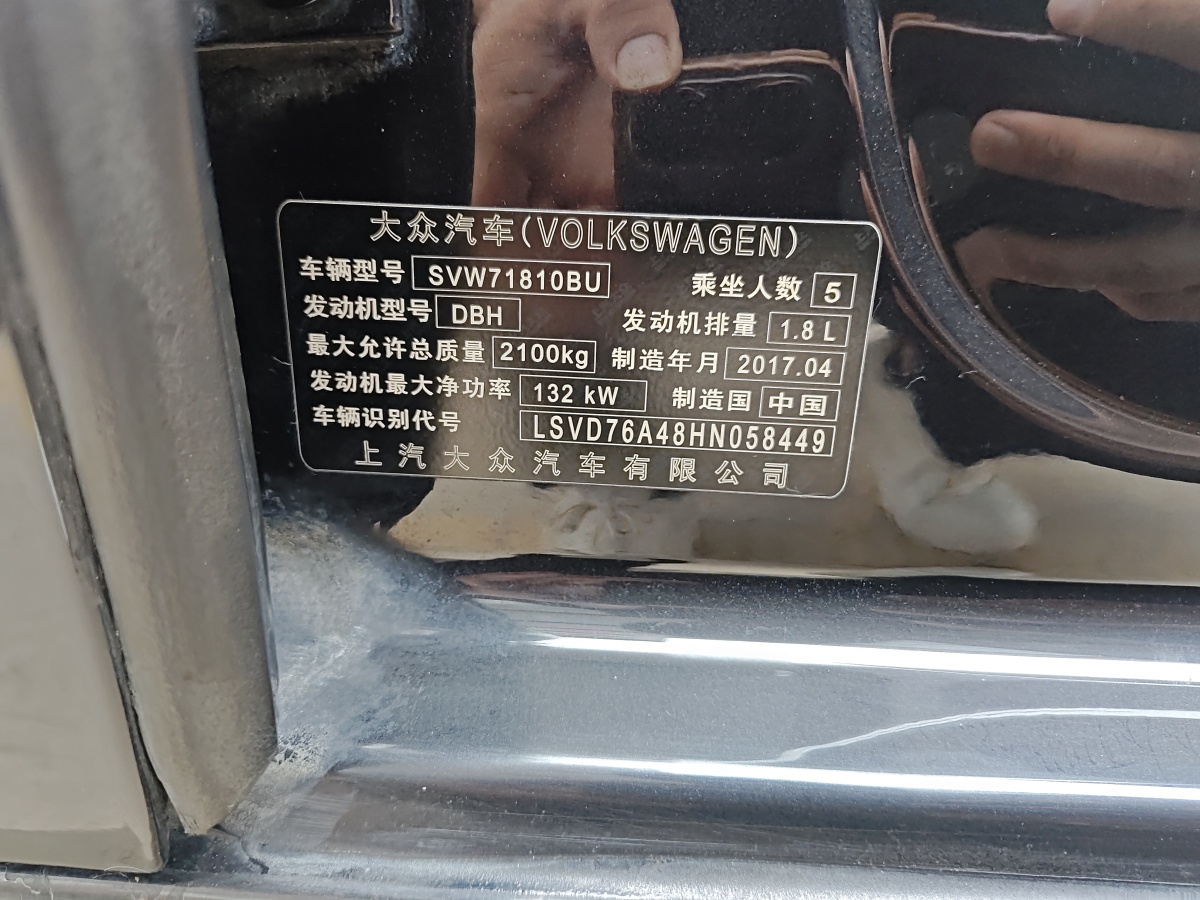 大众汽车(VOLKSWAGEN)
车辆型号 SVW71810BU 乘坐人数 5
发动机型号 DBH 发动机排量 1.8 L
最大允许总质量 2100kg 制造年月 2017.04
发动机最大净功率 132 kW 制造国 中国
车辆识别代号 LSVD76A48HN058449
上汽大众汽车有限公司